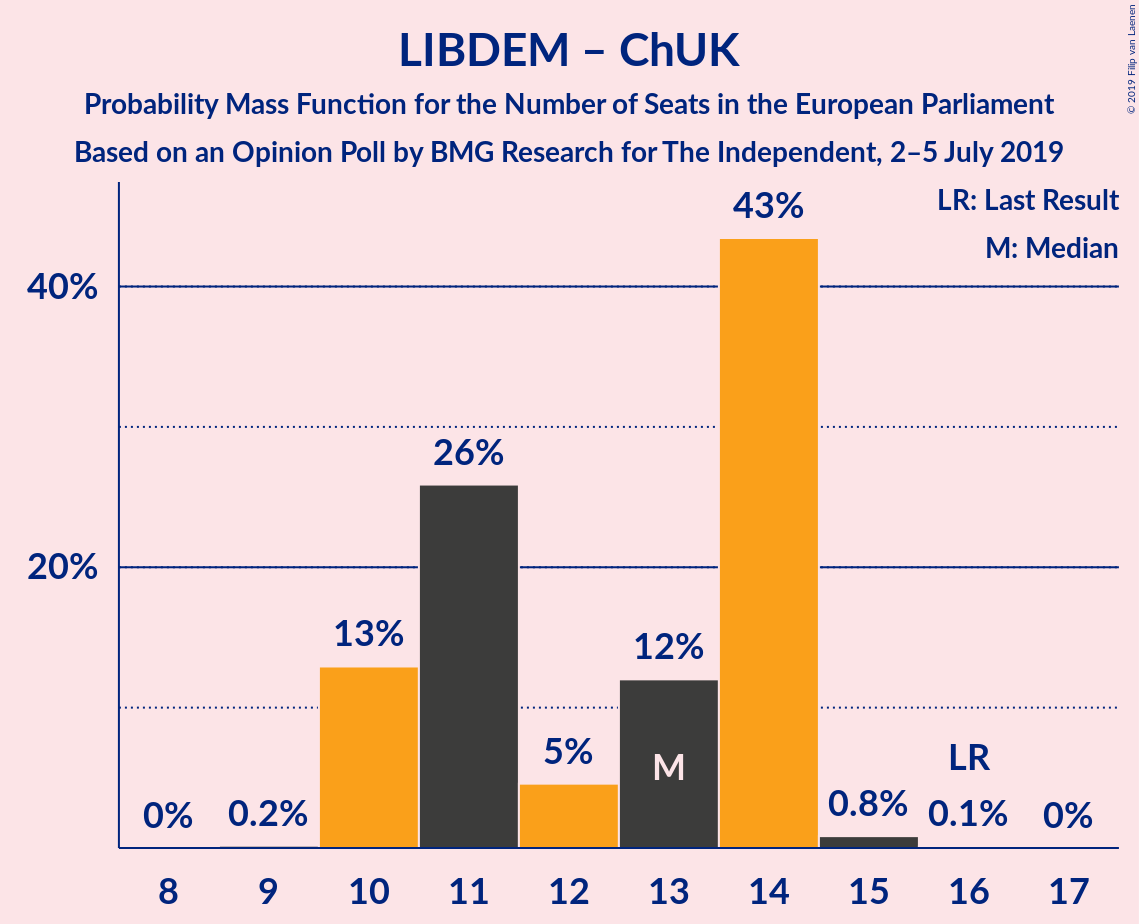 LIBDEM – ChUK
Probability Mass Function for the Number of Seats in the European Parliament
Based on an Opinion Poll by BMG Research for The Independent, 2–5 July 2019
© 2019 Filip van Laenen
LR: Last Result
M: Median
43%
40%
26%
20%
13%
12%
5%
M
LR
0%
0.2%
0.8%
0.1%
0%
8 9 10 11 12 13 14 15 16 17